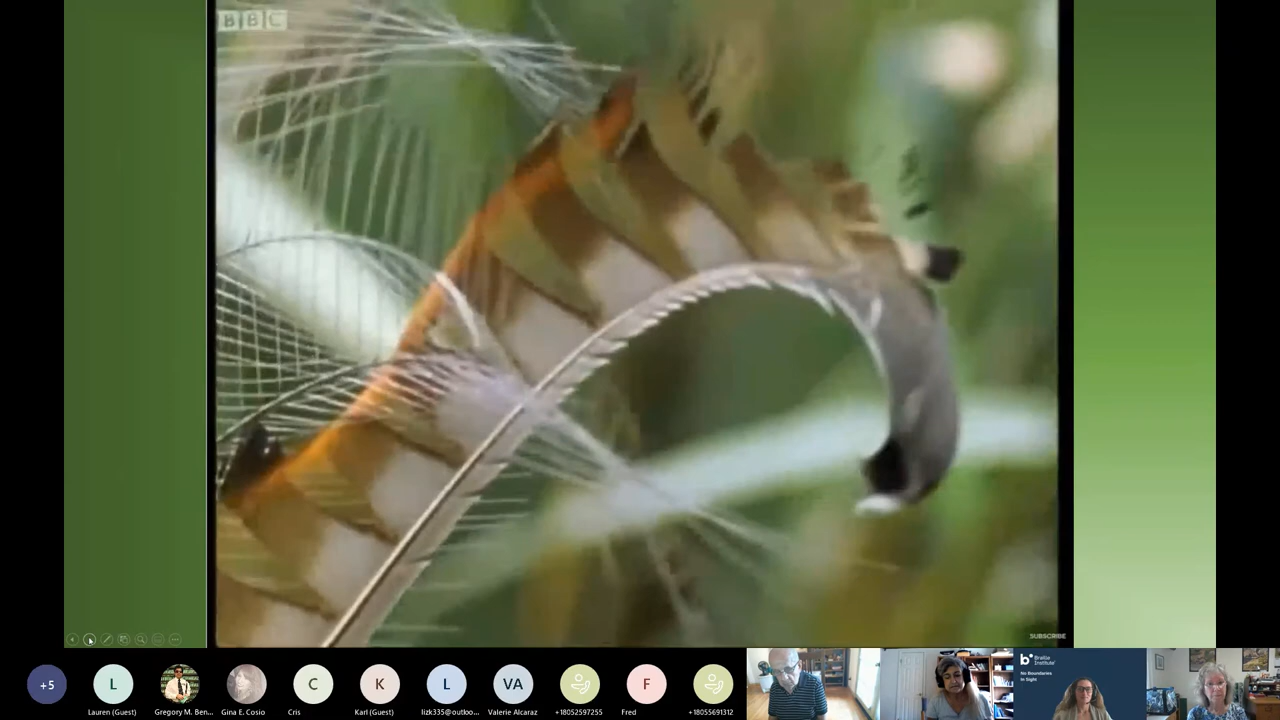 BBC
SUBSCRIBE
+5
L
C
K
L
VA
F
Lauren (Guest)
Gregory M. Ben...
Gina E. Cosio
Cris
Karl (Guest)
lizk335@outloo...
Valerie Alcaraz
+18052597255
Fred
+18055691312
b
Braille
Institute
No Boundaries
In Sight